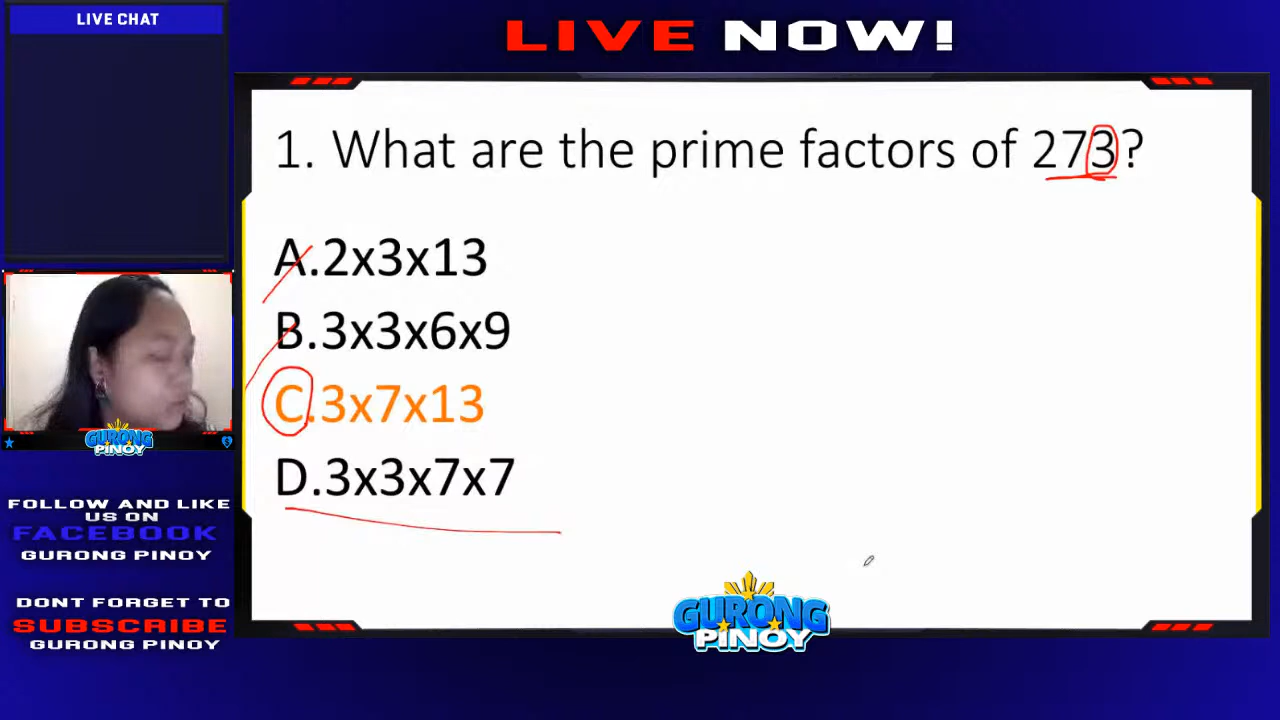 LIVE CHAT
LIVE NOW!
1. What are the prime factors of 273?
A.2x3x13
B.3x3x6x9
C.3x7x13
D.3x3x7x7
GURONG
PINOY
FOLLOW AND LIKE
US ON
FACEBOOK
GURONG PINOY
DONT FORGET TO
SUBSCRIBE
GURONG PINOY
GURONG
PINOY